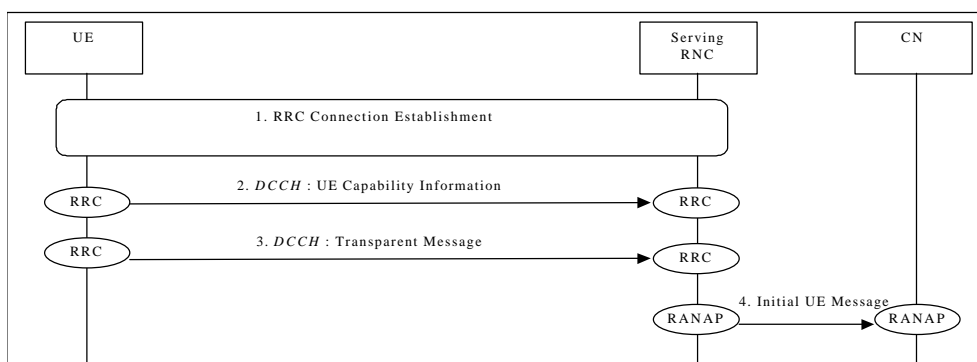 UE
Serving
RNC
CN
1. RRC Connection Establishment
2. DCCH : UE Capability Information
RRC
RRC
3. DCCH : Transparent Message
RRC
RRC
4. Initial UE Message
RANAP
RANAP